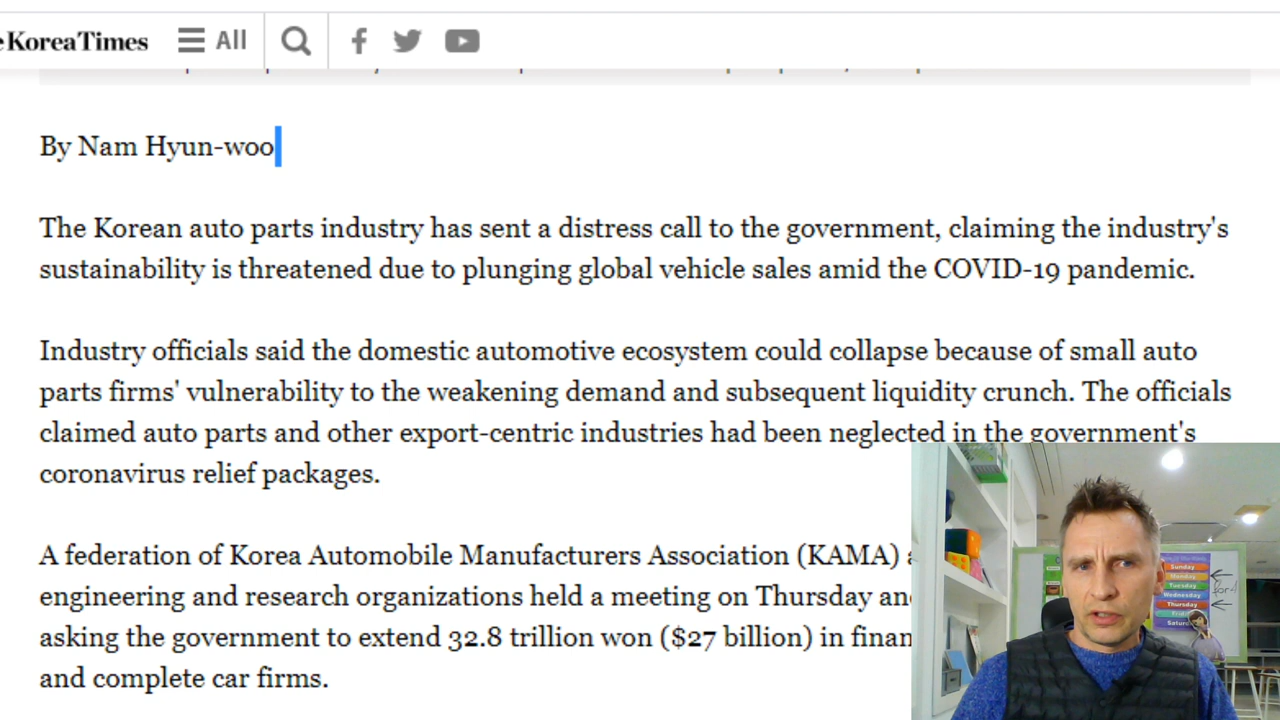 KoreaTimes All
By Nam Hyun-woo
The Korean auto parts industry has sent a distress call to the government, claiming the industry's
sustainability is threatened due to plunging global vehicle sales amid the COVID-19 pandemic.
Industry officials said the domestic automotive ecosystem could collapse because of small auto
parts firms' vulnerability to the weakening demand and subsequent liquidity crunch. The officials
claimed auto parts and other export-centric industries had been neglected in the government's
coronavirus relief packages.
A federation of Korea Automobile Manufacturers Association (KAMA)
engineering and research organizations held a meeting on Thursday
asking the government to extend 32.8 trillion won ($27 billion) in
and complete car firms.
Sunday
Monday
Tuesday
Wednesday
Thursday